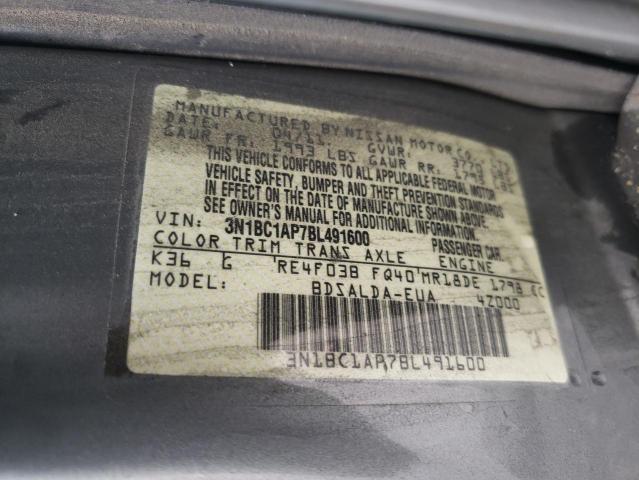 MANUFACTURED BY NISSAN MOTOR CO., LTD
DATE: 04/11 GVWR:
GAWR FR: 1993 LBS GAWR RR: 1793 LBS
THIS VEHICLE CONFORMS TO ALL APPLICABLE FEDERAL MOTOR
VEHICLE SAFETY, BUMPER AND THEFT PREVENTION STANDARDS
IN EFFECT ON THE DATE OF MANUFACTURE SHOWN ABOVE.
SEE OWNER'S MANUAL FOR ADDITIONAL INFORMATION
VIN: 3N1BC1AP7BL491600 PASSENGER CAR
COLOR TRIM TRANS AXLE ENGINE
K36 G RE4F03B FQ40 MR18DE 1798 CC
MODEL: BDSALDA-EUA 4Z000
3N1BC1AP7BL491600